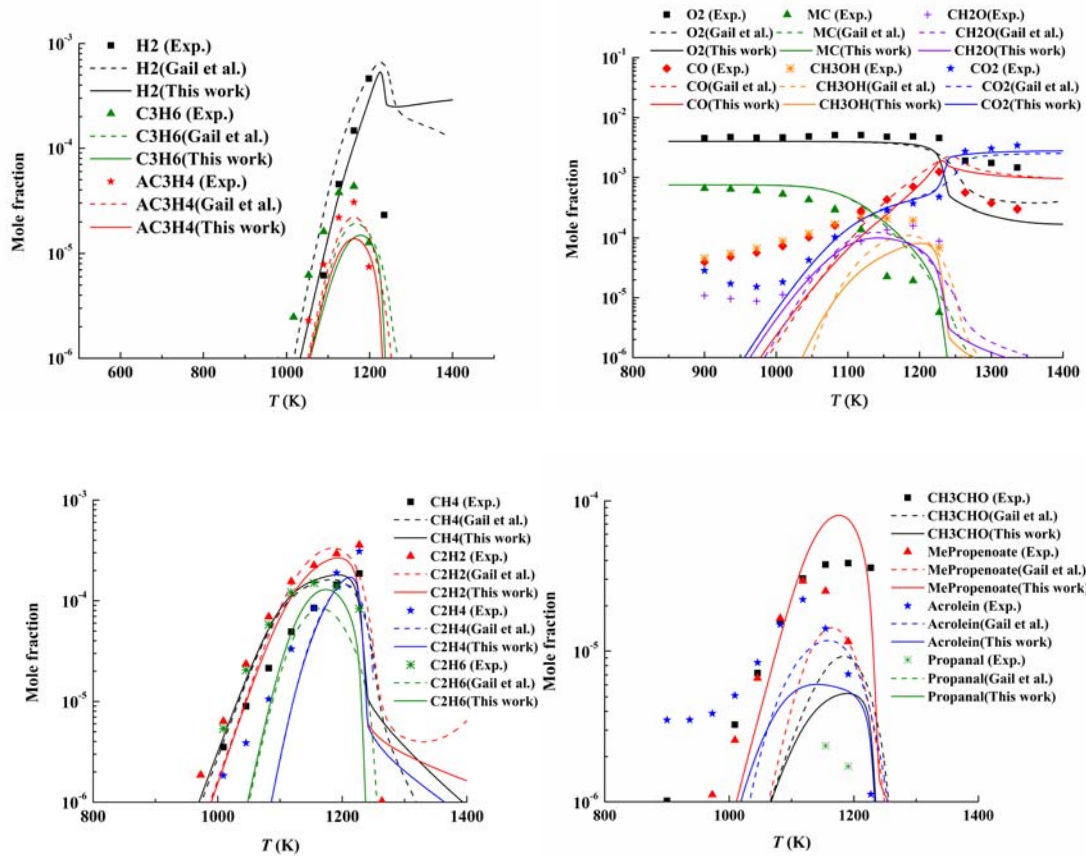 10-3
10-4
10-5
10-6
Mole fraction
H2 (Exp.)
H2(Gail et al.)
H2(This work)
C3H6 (Exp.)
C3H6(Gail et al.)
C3H6(This work)
AC3H4 (Exp.)
AC3H4(Gail et al.)
AC3H4(This work)
600 800 1000 1200 1400
T (K)
O2 (Exp.) MC (Exp.) CH2O(Exp.)
O2(Gail et al.) MC(Gail et al.) CH2O(Gail et al.)
O2(This work) MC(This work) CH2O(This work)
CO (Exp.) CH3OH (Exp.) CO2 (Exp.)
CO(Gail et al.) CH3OH(Gail et al.) CO2(Gail et al.)
CO(This work) CH3OH(This work) CO2(This work)
10-1
10-2
10-3
10-4
10-5
10-6
Mole fraction
800 900 1000 1100 1200 1300 1400
T (K)
10-3
10-4
10-5
10-6
Mole fraction
CH4 (Exp.)
CH4(Gail et al.)
CH4(This work)
C2H2 (Exp.)
C2H2(Gail et al.)
C2H2(This work)
C2H4 (Exp.)
C2H4(Gail et al.)
C2H4(This work)
C2H6 (Exp.)
C2H6(Gail et al.)
C2H6(This work)
800 900 1000 1100 1200 1300 1400
T (K)
10-4
10-5
10-6
Mole fraction
CH3CHO (Exp.)
CH3CHO(Gail et al.)
CH3CHO(This work)
MePropenoate (Exp.)
MePropenoate(Gail et al.)
MePropenoate(This work)
Acrolein (Exp.)
Acrolein(Gail et al.)
Acrolein(This work)
Propanal (Exp.)
Propanal(Gail et al.)
Propanal(This work)
800 1000 1200 1400
T (K)